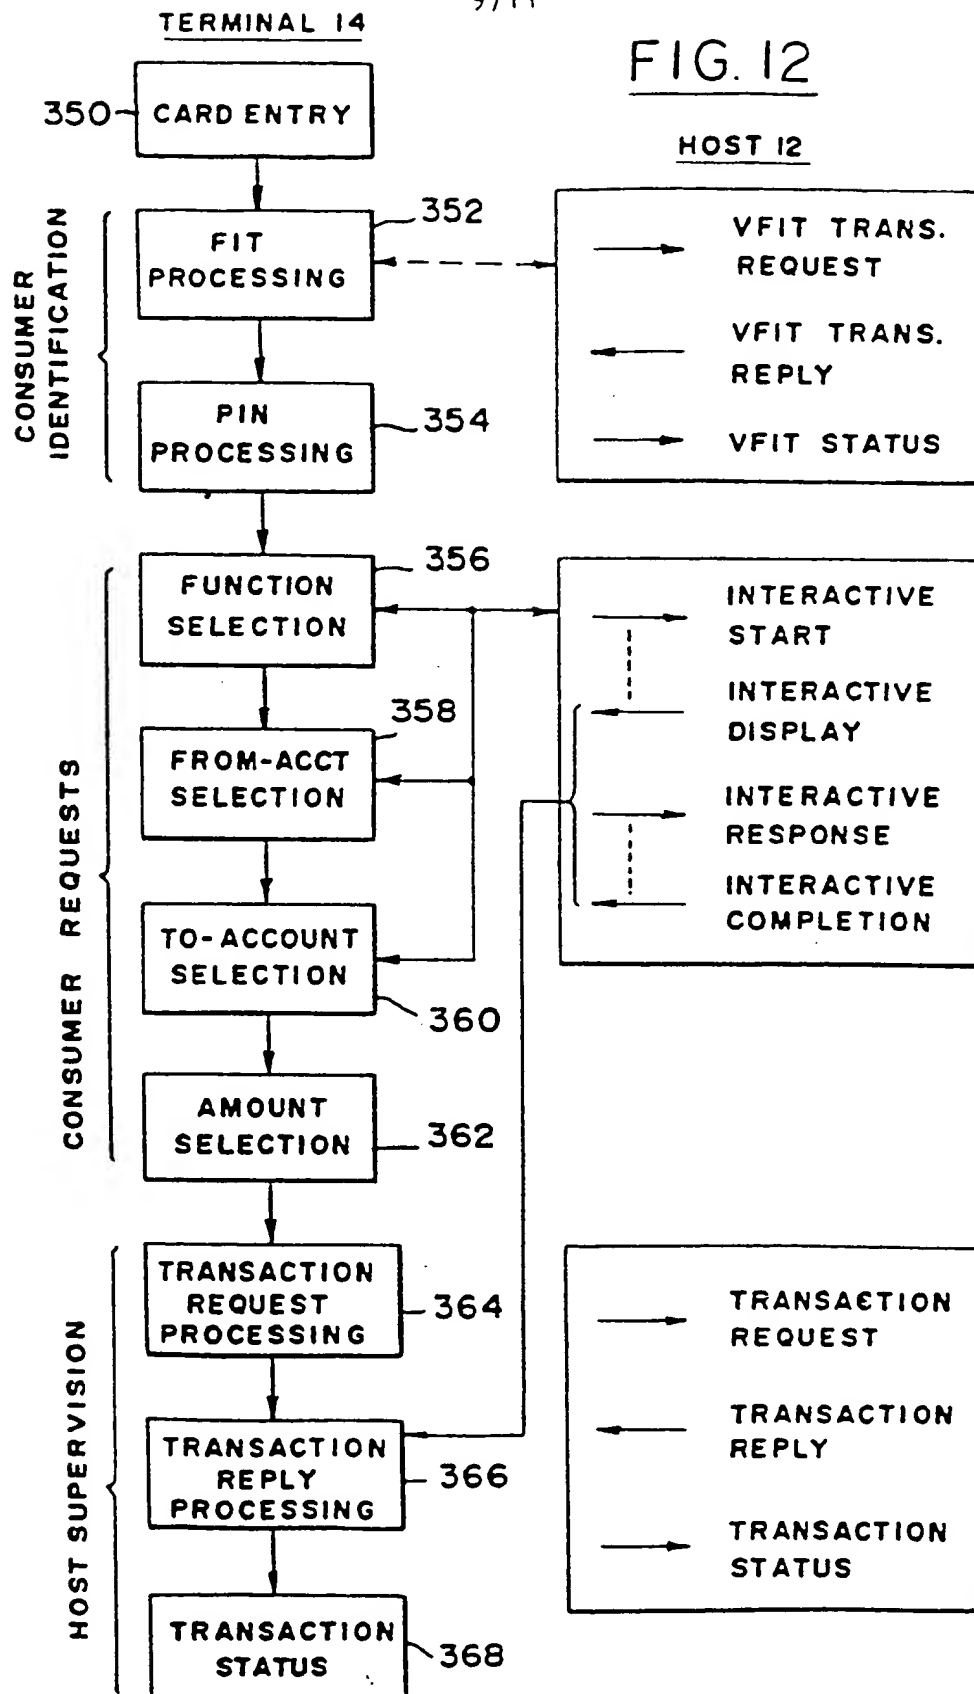 TERMINAL 14
FIG. 12
350
CARD ENTRY
HOST 12
CONSUMER
IDENTIFICATION
352
FIT
PROCESSING
VFIT TRANS.
REQUEST
VFIT TRANS.
REPLY
VFIT STATUS
PIN
PROCESSING
354
CONSUMER REQUESTS
356
FUNCTION
SELECTION
INTERACTIVE
START
INTERACTIVE
DISPLAY
INTERACTIVE
RESPONSE
INTERACTIVE
COMPLETION
358
FROM-ACCT
SELECTION
TO-ACCOUNT
SELECTION
360
AMOUNT
SELECTION
362
HOST SUPERVISION
TRANSACTION
REQUEST
PROCESSING
364
TRANSACTION
REQUEST
TRANSACTION
REPLY
TRANSACTION
STATUS
TRANSACTION
REPLY
PROCESSING
366
TRANSACTION
STATUS
368